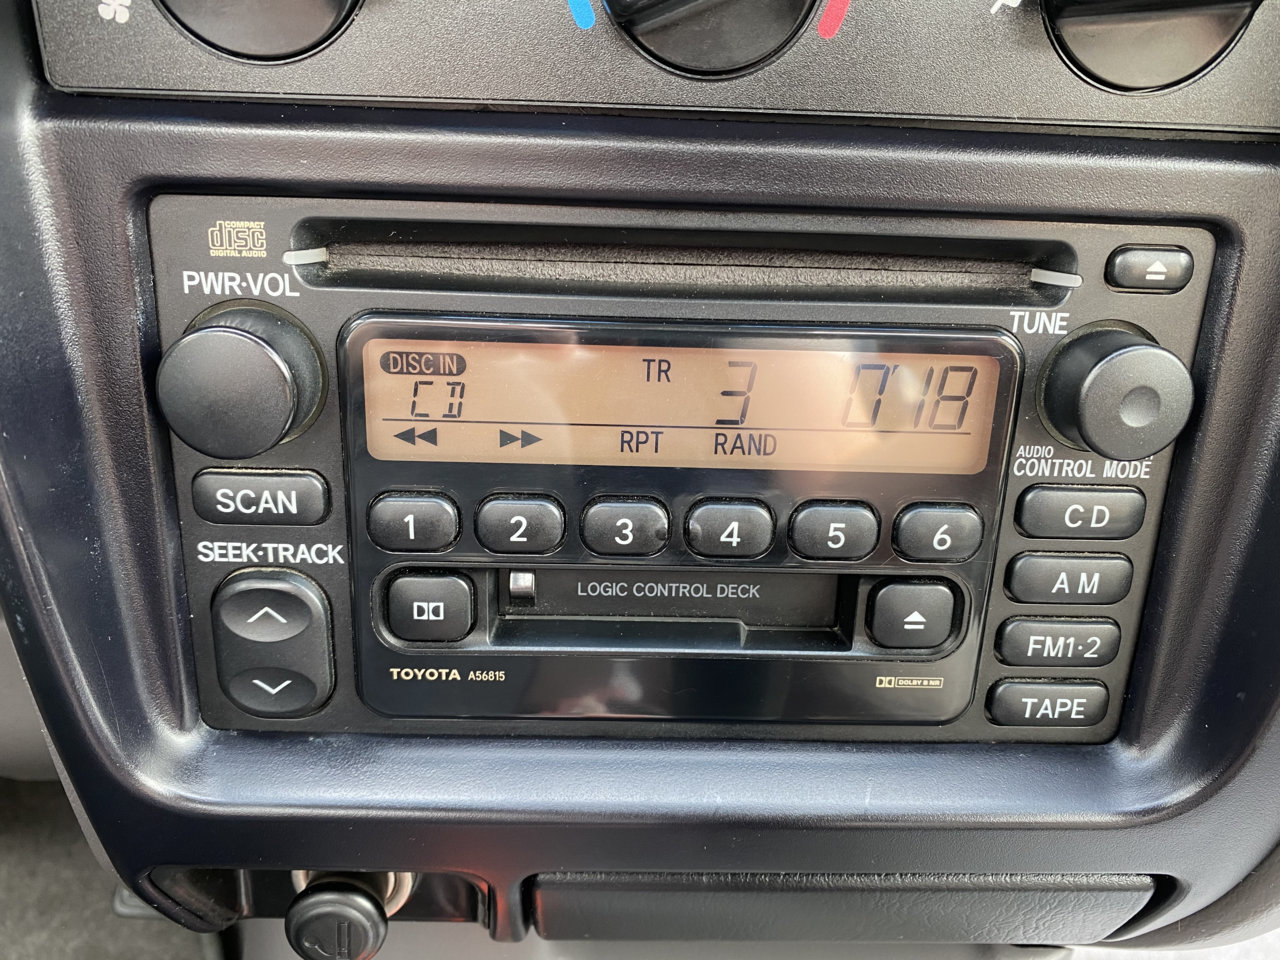 COMPACT
disc
DIGITAL AUDIO
PWR·VOL
TUNE
DISC IN
CD
TR 3 0'18
RPT RAND
AUDIO
CONTROL MODE
SCAN
1 2 3 4 5 6
CD
SEEK·TRACK
AM
LOGIC CONTROL DECK
FM1·2
TOYOTA A56815
DOLBY B NR
TAPE